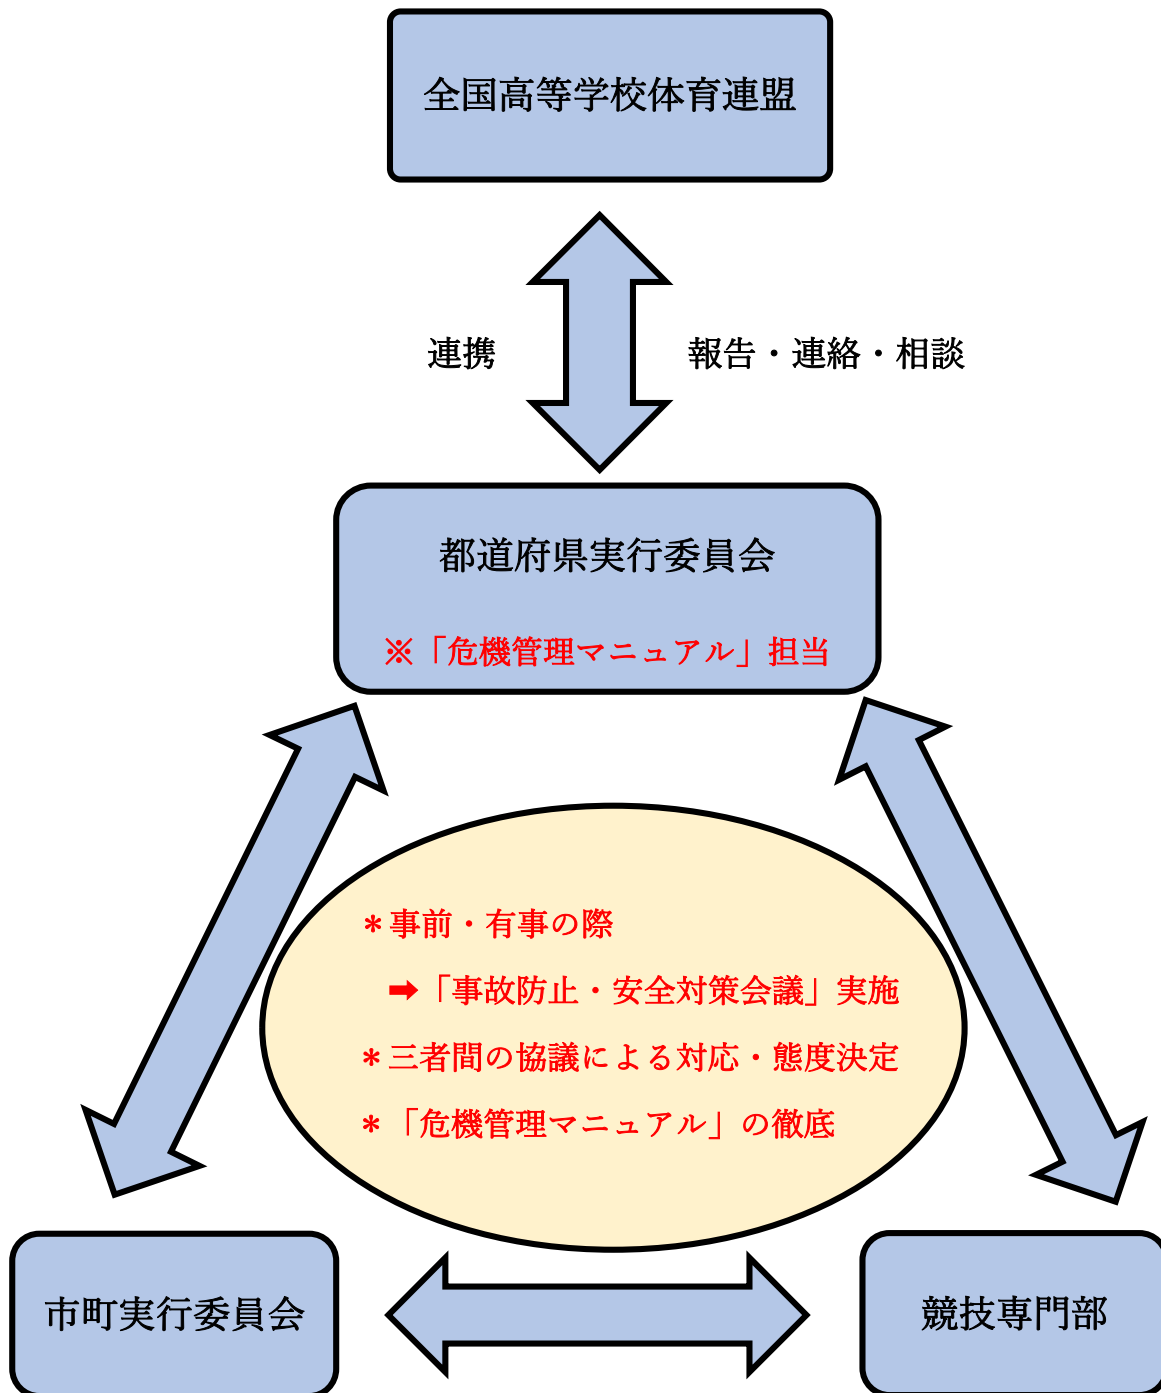 全国高等学校体育連盟
連携
報告・連絡・相談
都道府県実行委員会
※「危機管理マニュアル」担当
＊事前・有事の際
➡「事故防止・安全対策会議」実施
＊三者間の協議による対応・態度決定
＊「危機管理マニュアル」の徹底
市町実行委員会
競技専門部